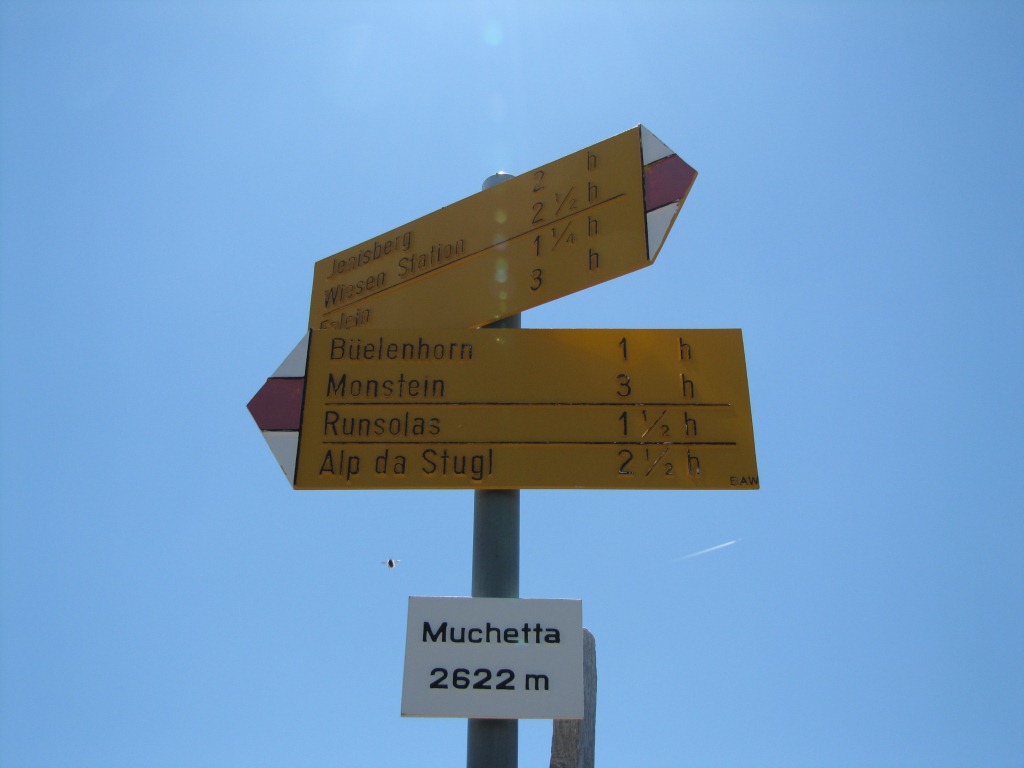 Jenisberg 2 h
Wiesen Station 2 1/2 h
Falein 1 1/4 h
3 h
Büelenhorn 1 h
Monstein 3 h
Runsolas 1 1/2 h
Alp da Stugl 2 1/2 h
EAW
Muchetta
2622 m